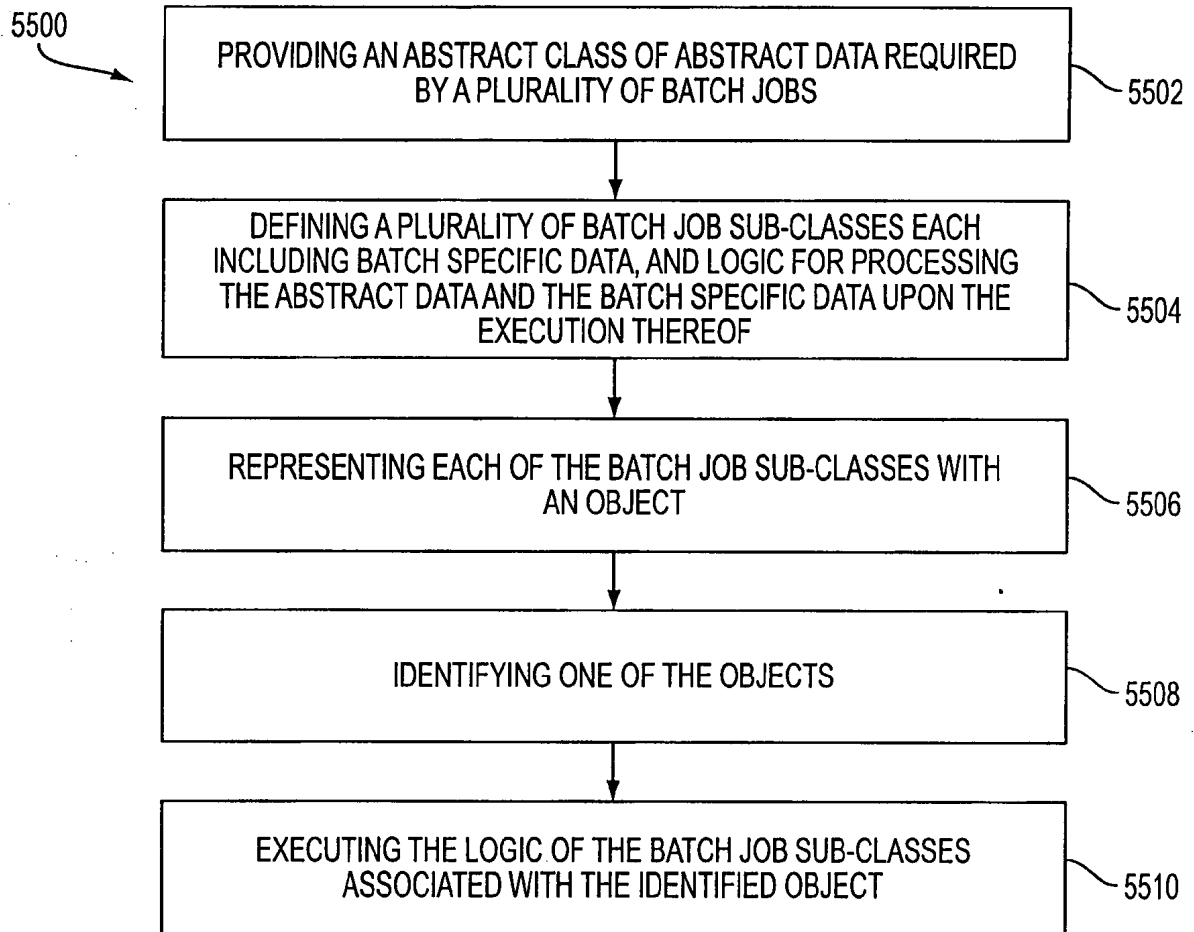 5500
PROVIDING AN ABSTRACT CLASS OF ABSTRACT DATA REQUIRED
BY A PLURALITY OF BATCH JOBS
5502
DEFINING A PLURALITY OF BATCH JOB SUB-CLASSES EACH
INCLUDING BATCH SPECIFIC DATA, AND LOGIC FOR PROCESSING
THE ABSTRACT DATA AND THE BATCH SPECIFIC DATA UPON THE
EXECUTION THEREOF
5504
REPRESENTING EACH OF THE BATCH JOB SUB-CLASSES WITH
AN OBJECT
5506
IDENTIFYING ONE OF THE OBJECTS
5508
EXECUTING THE LOGIC OF THE BATCH JOB SUB-CLASSES
ASSOCIATED WITH THE IDENTIFIED OBJECT
5510